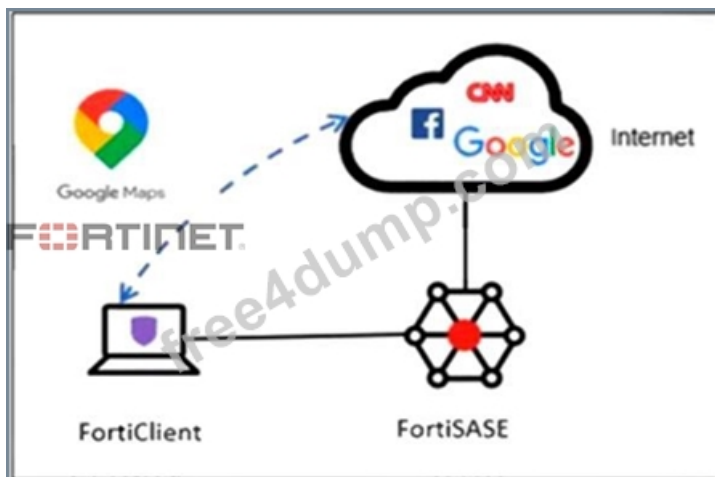 CNN
f
Google
Internet
Google Maps
FORTINET
free4dump.com
FortiClient
FortiSASE